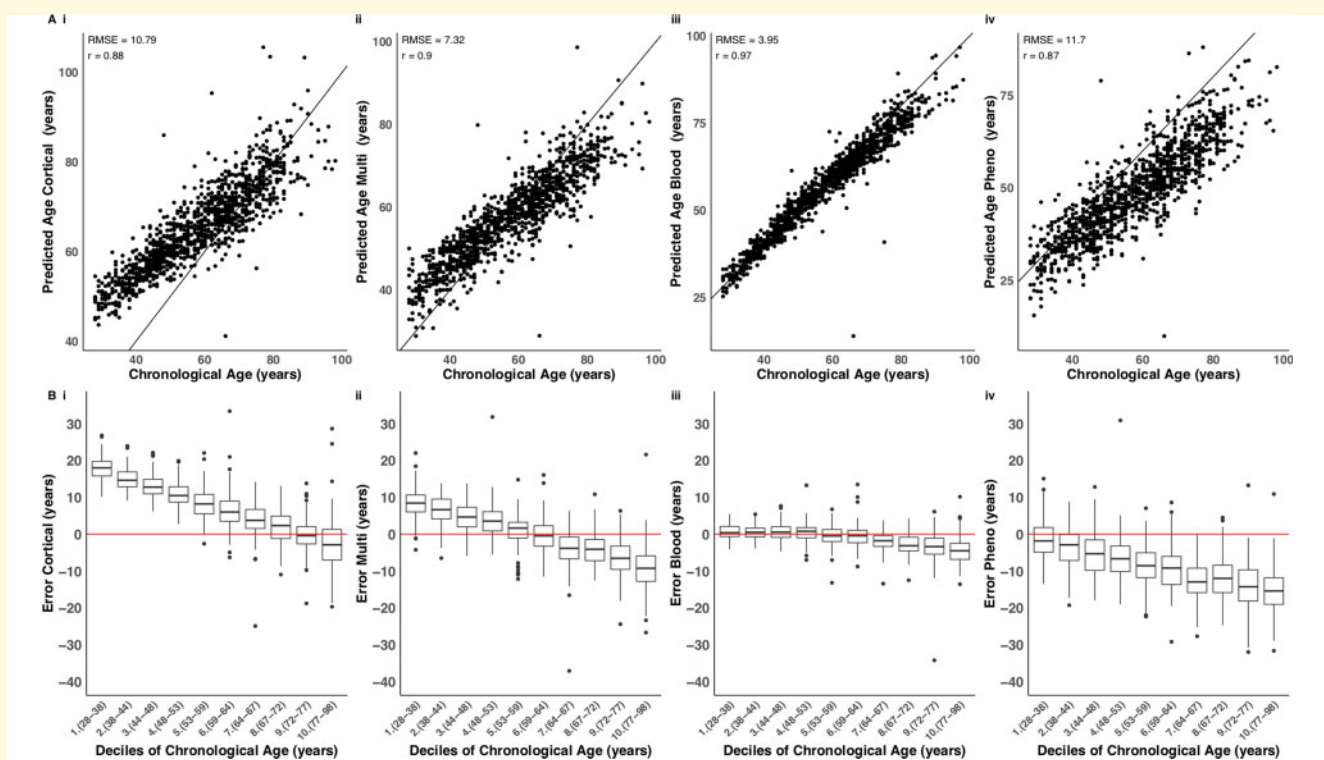 A i
RMSE = 10.79
r = 0.88
Predicted Age Cortical (years)
100
80
60
40
40 60 80 100
Chronological Age (years)
ii
RMSE = 7.32
r = 0.9
Predicted Age Multi (years)
100
80
60
40
40 60 80 100
Chronological Age (years)
iii
RMSE = 3.95
r = 0.97
Predicted Age Blood (years)
100
75
50
25
40 60 80 100
Chronological Age (years)
iv
RMSE = 11.7
r = 0.87
Predicted Age Pheno (years)
75
50
25
40 60 80 100
Chronological Age (years)
B i
Error Cortical (years)
30
20
10
0
−10
−20
−30
−40
1,(28−38) 2,(38−44) 3,(44−48) 4,(48−53) 5,(53−59) 6,(59−64) 7,(64−67) 8,(67−72) 9,(72−77) 10,(77−98)
Deciles of Chronological Age (years)
ii
Error Multi (years)
30
20
10
0
−10
−20
−30
−40
1,(28−38) 2,(38−44) 3,(44−48) 4,(48−53) 5,(53−59) 6,(59−64) 7,(64−67) 8,(67−72) 9,(72−77) 10,(77−98)
Deciles of Chronological Age (years)
iii
Error Blood (years)
30
20
10
0
−10
−20
−30
−40
1,(28−38) 2,(38−44) 3,(44−48) 4,(48−53) 5,(53−59) 6,(59−64) 7,(64−67) 8,(67−72) 9,(72−77) 10,(77−98)
Deciles of Chronological Age (years)
iv
Error Pheno (years)
30
20
10
0
−10
−20
−30
−40
1,(28−38) 2,(38−44) 3,(44−48) 4,(48−53) 5,(53−59) 6,(59−64) 7,(64−67) 8,(67−72) 9,(72−77) 10,(77−98)
Deciles of Chronological Age (years)